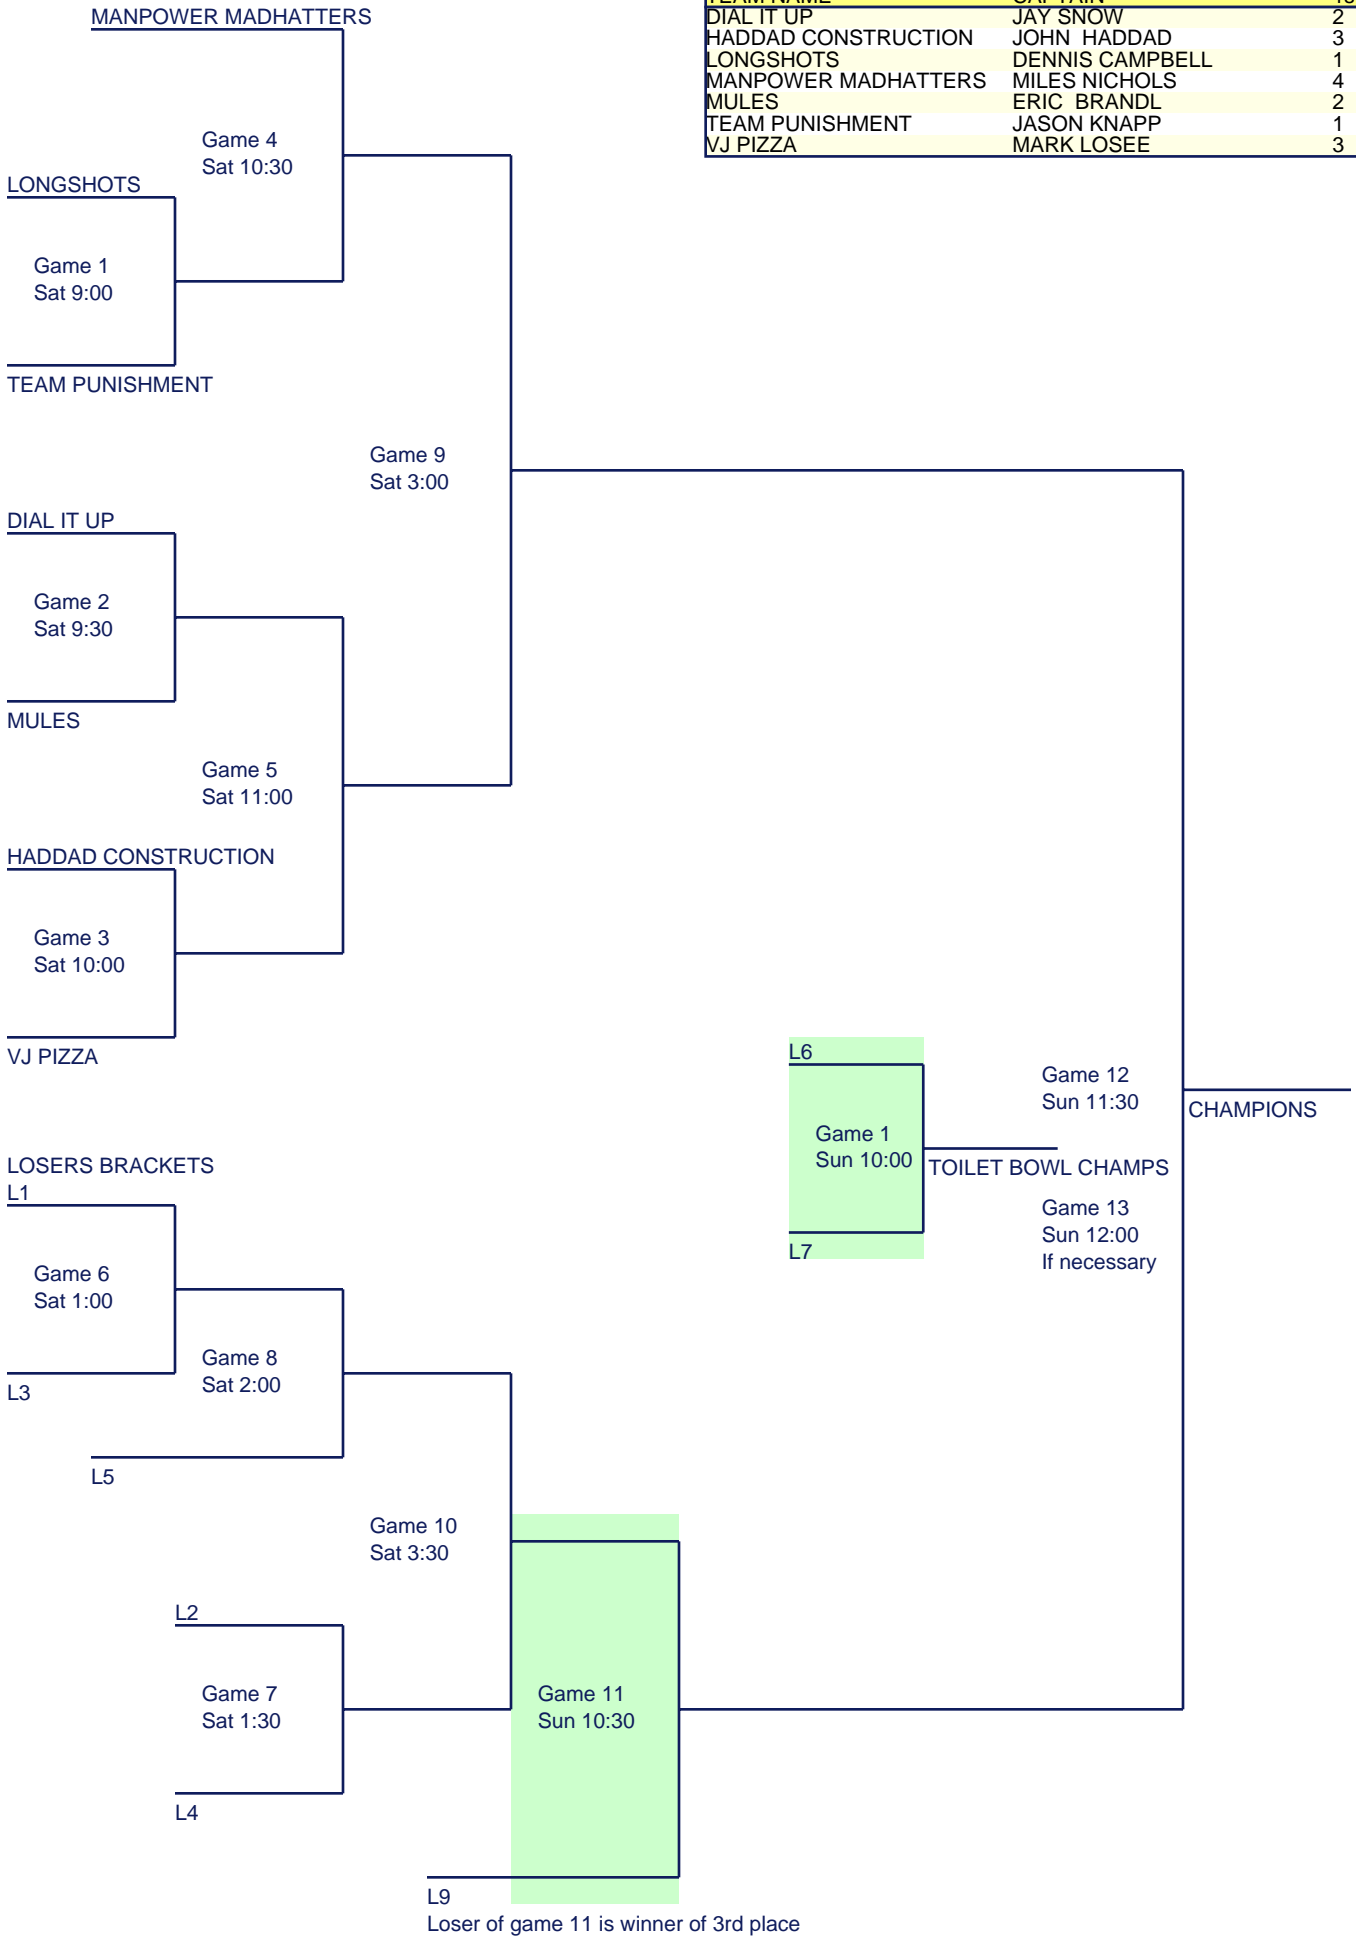 MANPOWER MADHATTERS
TEAM NAME CAPTAIN
DIAL IT UP JAY SNOW 2
HADDAD CONSTRUCTION JOHN HADDAD 3
LONGSHOTS DENNIS CAMPBELL 1
MANPOWER MADHATTERS MILES NICHOLS 4
MULES ERIC BRANDL 2
TEAM PUNISHMENT JASON KNAPP 1
VJ PIZZA MARK LOSEE 3
Game 4
Sat 10:30
LONGSHOTS
Game 1
Sat 9:00
TEAM PUNISHMENT
Game 9
Sat 3:00
DIAL IT UP
Game 2
Sat 9:30
MULES
Game 5
Sat 11:00
HADDAD CONSTRUCTION
Game 3
Sat 10:00
VJ PIZZA
L6
Game 12
Sun 11:30
CHAMPIONS
Game 1
Sun 10:00
TOILET BOWL CHAMPS
Game 13
Sun 12:00
If necessary
L7
LOSERS BRACKETS
L1
Game 6
Sat 1:00
L3
Game 8
Sat 2:00
L5
Game 10
Sat 3:30
L2
Game 7
Sat 1:30
L4
Game 11
Sun 10:30
L9
Loser of game 11 is winner of 3rd place